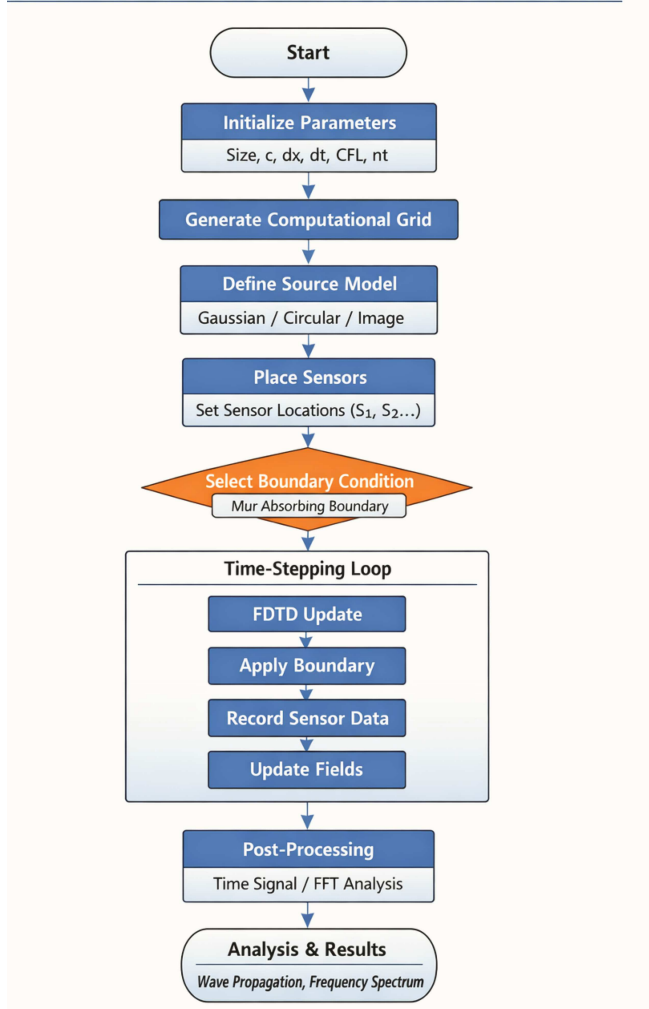 Start
Initialize Parameters
Size, c, dx, dt, CFL, nt
Generate Computational Grid
Define Source Model
Gaussian / Circular / Image
Place Sensors
Set Sensor Locations (S₁, S₂...)
Select Boundary Condition
Mur Absorbing Boundary
Time-Stepping Loop
FDTD Update
Apply Boundary
Record Sensor Data
Update Fields
Post-Processing
Time Signal / FFT Analysis
Analysis & Results
Wave Propagation, Frequency Spectrum